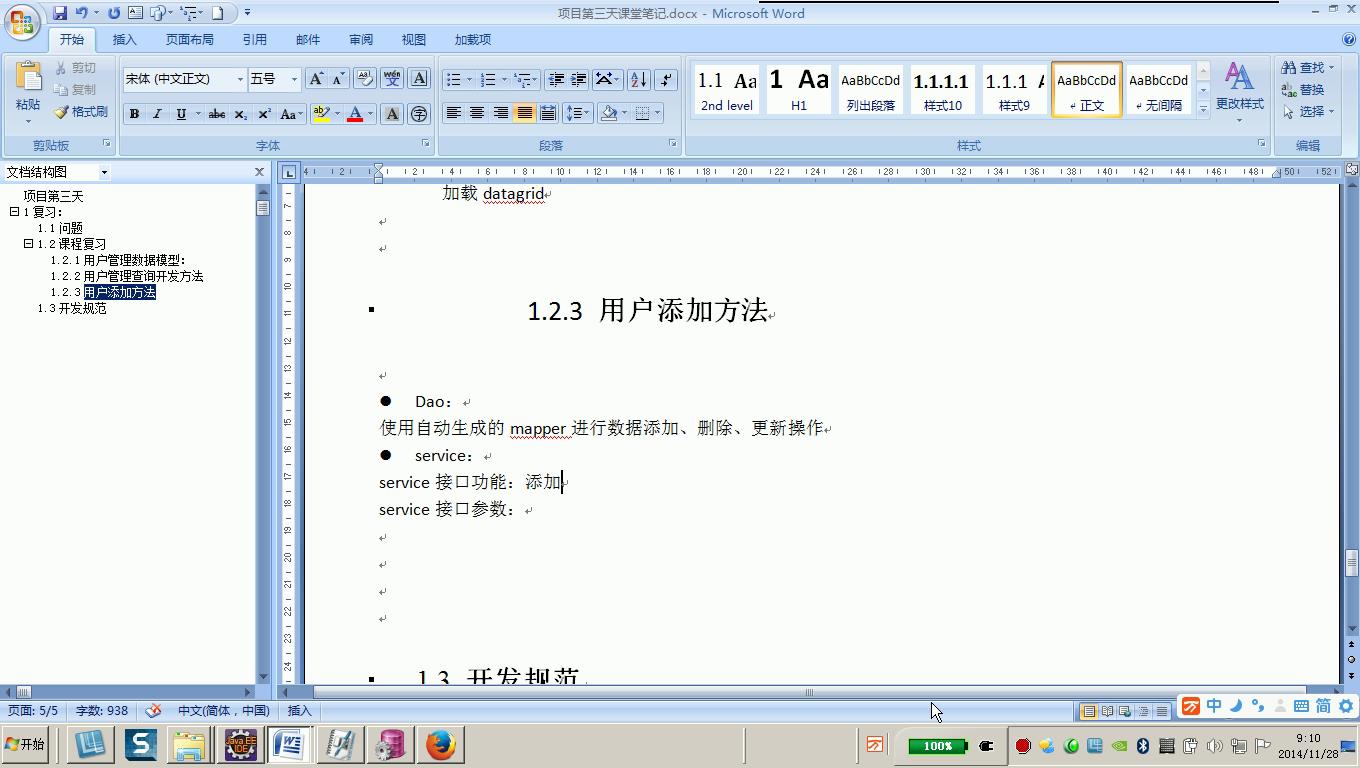 项目第三天课堂笔记.docx - Microsoft Word
开始 插入 页面布局 引用 邮件 审阅 视图 加载项
粘贴 剪切 复制 格式刷
宋体 (中文正文) 五号
1.1 Aa 1 Aa AaBbCcDd 1.1.1.1 1.1.1 A AaBbCcDd AaBbCcDd
2nd level H1 列出段落 样式10 样式9 正文 无间隔
更改样式 查找 替换 选择
剪贴板 字体 段落 样式 编辑
文档结构图
项目第三天
1 复习:
1.1 问题
1.2 课程复习
1.2.1 用户管理数据模型:
1.2.2 用户管理查询开发方法
1.2.3 用户添加方法
1.3 开发规范
加载 datagrid
1.2.3 用户添加方法
● Dao:
使用自动生成的 mapper 进行数据添加、删除、更新操作
● service:
service 接口功能：添加
service 接口参数：
1.3 开发规范
页面: 5/5 字数: 938 中文(简体，中国) 插入
中 简
开始 100% 9:10
2014/11/28